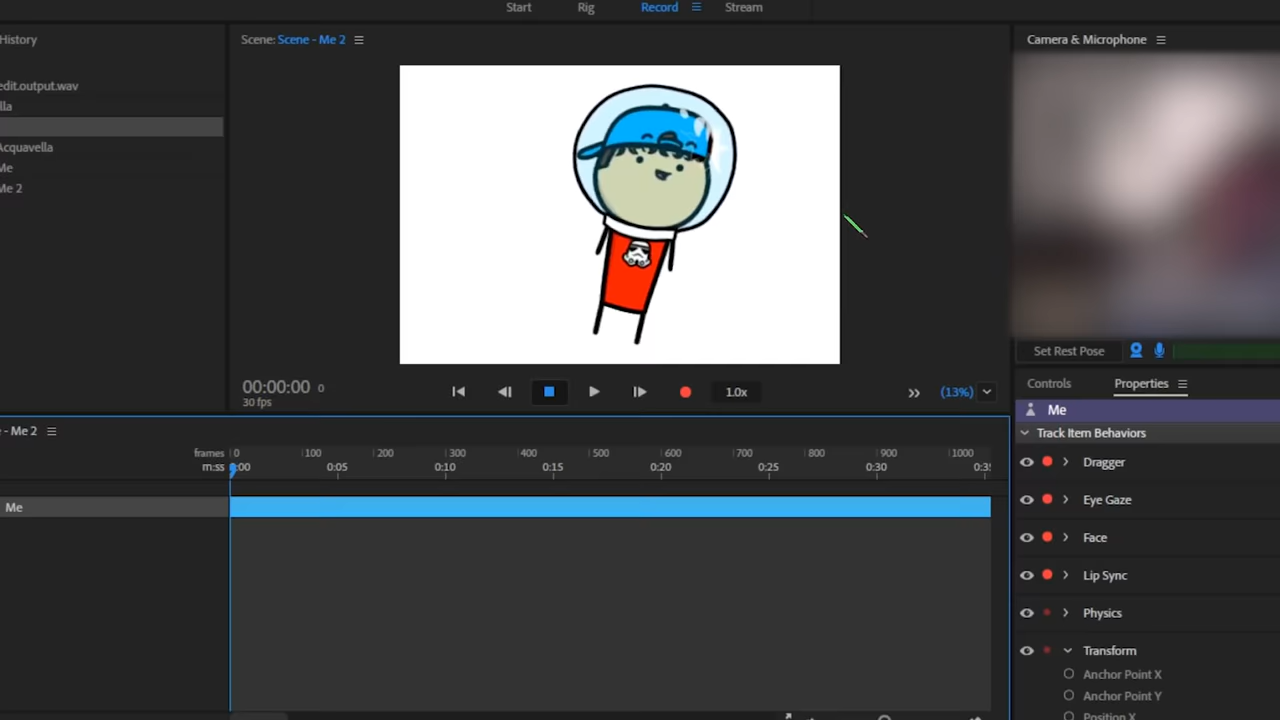 Start Rig Record Stream
History
Scene: Scene - Me 2
Camera & Microphone
edit.output.wav
lla
Acquavella
Me
Me 2
Set Rest Pose
00:00:00 0
30 fps
1.0x
(13%)
Controls Properties
Me
Track Item Behaviors
- Me 2
frames 0 100 200 300 400 500 600 700 800 900 1000
m:ss 0:00 0:05 0:10 0:15 0:20 0:25 0:30 0:3
Me
Dragger
Eye Gaze
Face
Lip Sync
Physics
Transform
Anchor Point X
Anchor Point Y
Position X